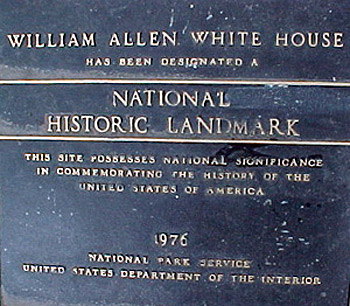 WILLIAM ALLEN WHITE HOUSE
HAS BEEN DESIGNATED A
NATIONAL
HISTORIC LANDMARK
THIS SITE POSSESSES NATIONAL SIGNIFICANCE
IN COMMEMORATING THE HISTORY OF THE
UNITED STATES OF AMERICA
1976
NATIONAL PARK SERVICE
UNITED STATES DEPARTMENT OF THE INTERIOR